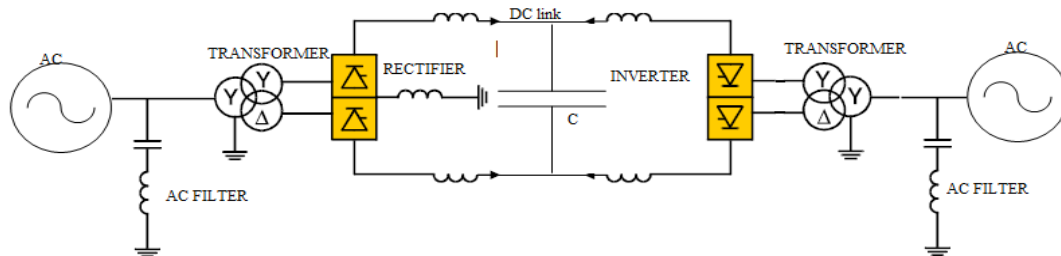 AC
TRANSFORMER
Y
Y
Δ
RECTIFIER
DC link
C
INVERTER
TRANSFORMER
Y
Y
Δ
AC
AC FILTER
AC FILTER